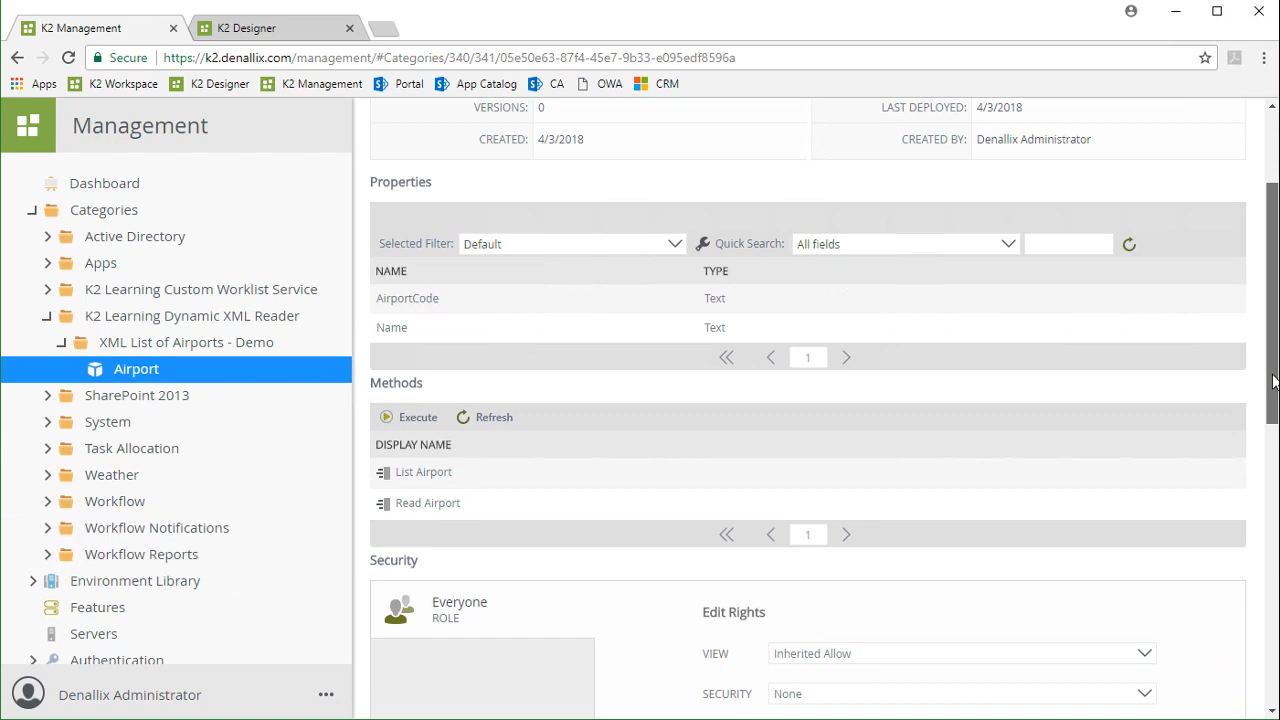 K2 Management
K2 Designer
Secure https://k2.denallix.com/management/#Categories/340/341/05e50e63-87f4-45e7-9b33-e095edf8596a
Apps K2 Workspace K2 Designer K2 Management Portal App Catalog CA OWA CRM
Management
Dashboard
Categories
Active Directory
Apps
K2 Learning Custom Worklist Service
K2 Learning Dynamic XML Reader
XML List of Airports - Demo
Airport
SharePoint 2013
System
Task Allocation
Weather
Workflow
Workflow Notifications
Workflow Reports
Environment Library
Features
Servers
Authentication
Denallix Administrator
VERSIONS: 0 LAST DEPLOYED: 4/3/2018
CREATED: 4/3/2018 CREATED BY: Denallix Administrator
Properties
Selected Filter: Default Quick Search: All fields
NAME TYPE
AirportCode Text
Name Text
1
Methods
Execute Refresh
DISPLAY NAME
List Airport
Read Airport
1
Security
Everyone
ROLE
Edit Rights
VIEW Inherited Allow
SECURITY None